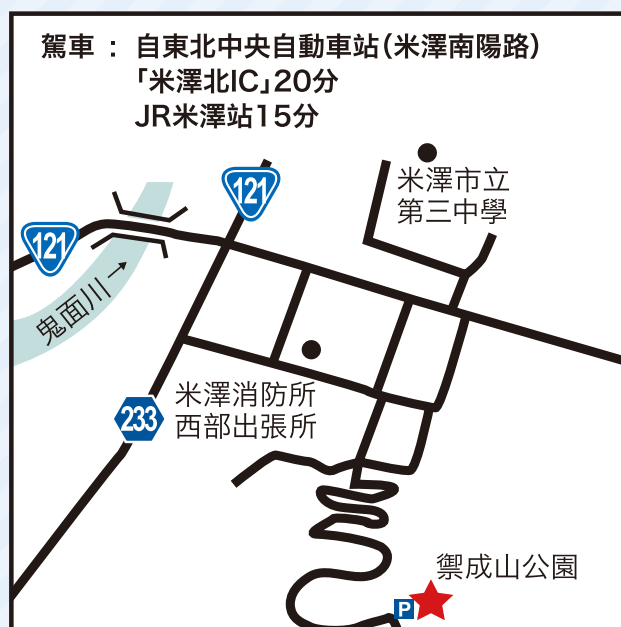 駕車 : 自東北中央自動車站(米澤南陽路)
「米澤北IC」20分
JR米澤站15分
121
121
米澤市立
第三中學
鬼面川→
233
米澤消防所
西部出張所
禦成山公園
P